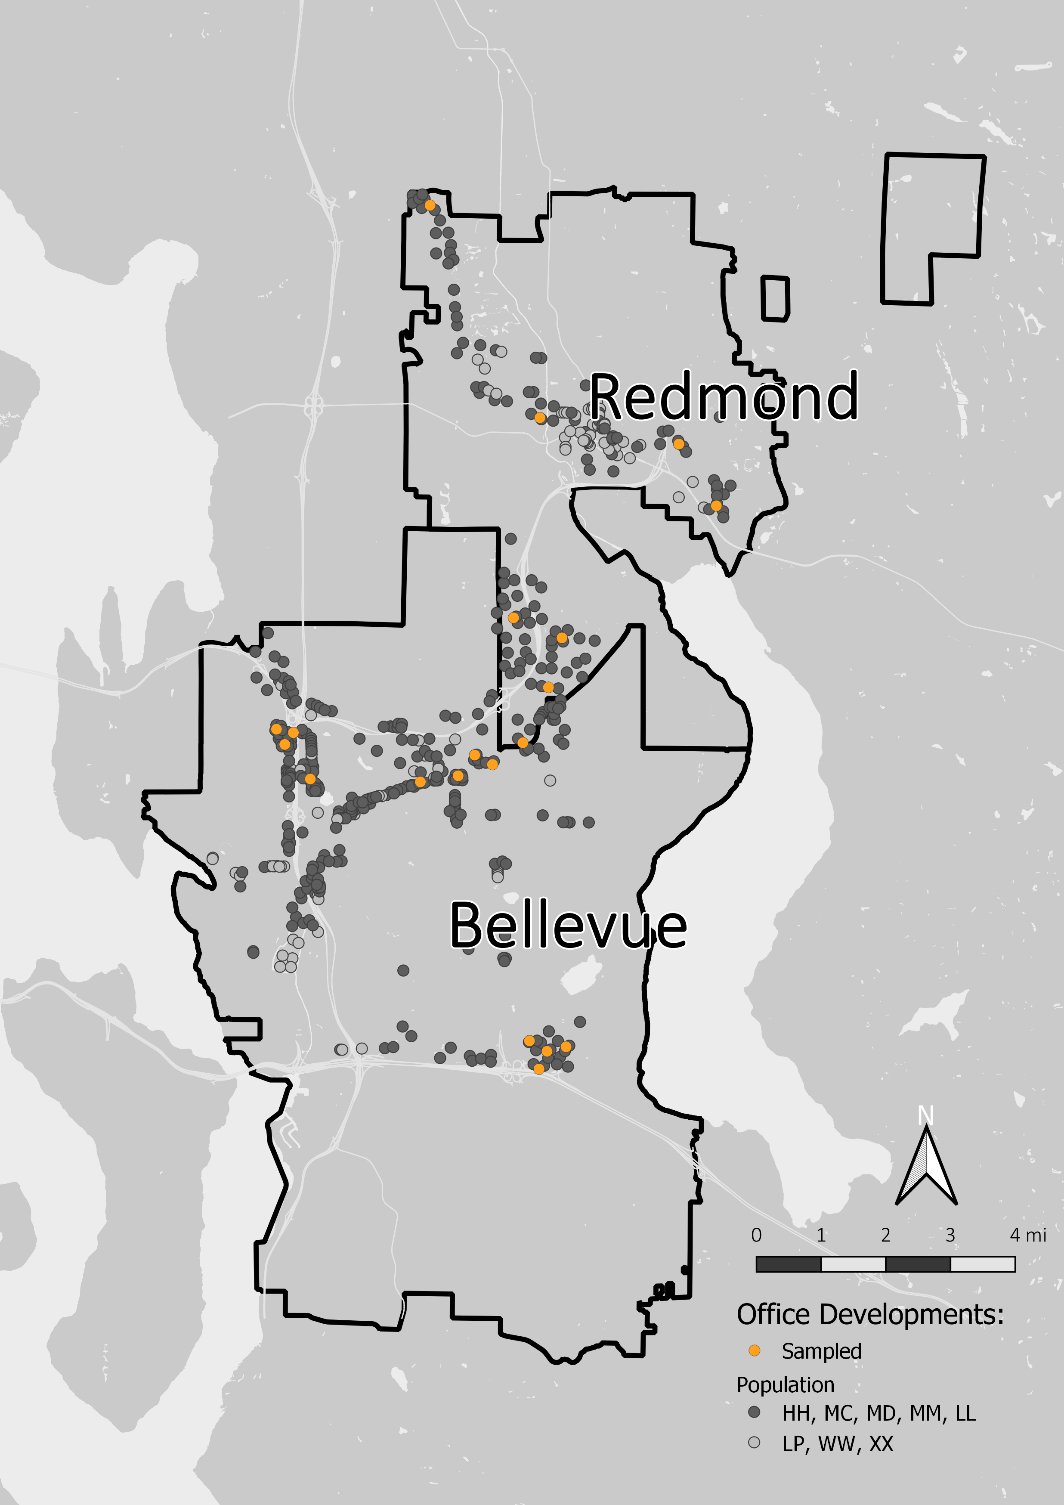 Redmond
Bellevue
N
0 1 2 3 4 mi
Office Developments:
Sampled
Population
HH, MC, MD, MM, LL
LP, WW, XX